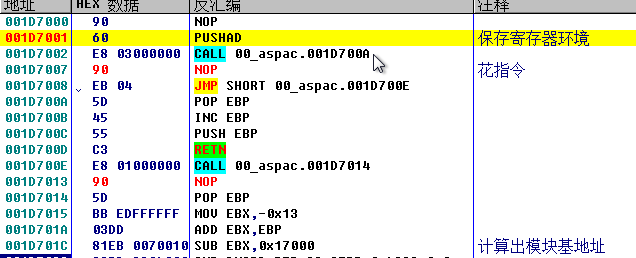 地址 HEX 数据 反汇编 注释
001D7000 90 NOP
001D7001 60 PUSHAD 保存寄存器环境
001D7002 E8 03000000 CALL 00_aspac.001D700A
001D7007 90 NOP 花指令
001D7008 EB 04 JMP SHORT 00_aspac.001D700E
001D700A 5D POP EBP
001D700B 45 INC EBP
001D700C 55 PUSH EBP
001D700D C3 RETN
001D700E E8 01000000 CALL 00_aspac.001D7014
001D7013 90 NOP
001D7014 5D POP EBP
001D7015 BB EDFFFFFF MOV EBX,-0x13
001D701A 03DD ADD EBX,EBP
001D701C 81EB 0070010 SUB EBX,0x17000 计算出模块基地址